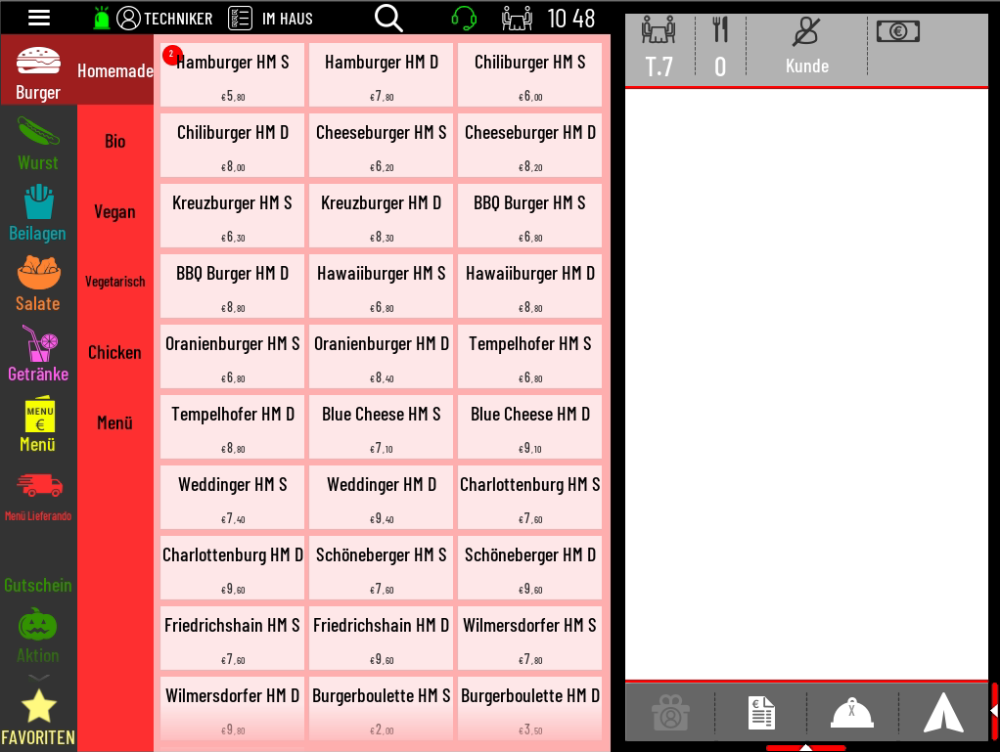 TECHNIKER
IM HAUS
10 48
T.7
0
Kunde
€
Burger
Wurst
Beilagen
Salate
Getränke
MENU
€
Menü
Menü Lieferando
Gutschein
Aktion
FAVORITEN
Homemade
Bio
Vegan
Vegetarisch
Chicken
Menü
2
Hamburger HM S
€5,80
Hamburger HM D
€7,80
Chiliburger HM S
€6,00
Chiliburger HM D
€8,00
Cheeseburger HM S
€6,20
Cheeseburger HM D
€8,20
Kreuzburger HM S
€6,30
Kreuzburger HM D
€8,30
BBQ Burger HM S
€6,80
BBQ Burger HM D
€8,80
Hawaiiburger HM S
€6,80
Hawaiiburger HM D
€8,80
Oranienburger HM S
€6,80
Oranienburger HM D
€8,40
Tempelhofer HM S
€6,80
Tempelhofer HM D
€8,80
Blue Cheese HM S
€7,10
Blue Cheese HM D
€9,10
Weddinger HM S
€7,40
Weddinger HM D
€9,40
Charlottenburg HM S
€7,60
Charlottenburg HM D
€9,60
Schöneberger HM S
€7,60
Schöneberger HM D
€9,60
Friedrichshain HM S
€7,60
Friedrichshain HM D
€9,60
Wilmersdorfer HM S
€7,80
Wilmersdorfer HM D
€9,80
Burgerboulette HM S
€2,00
Burgerboulette HM D
€3,50
€
X